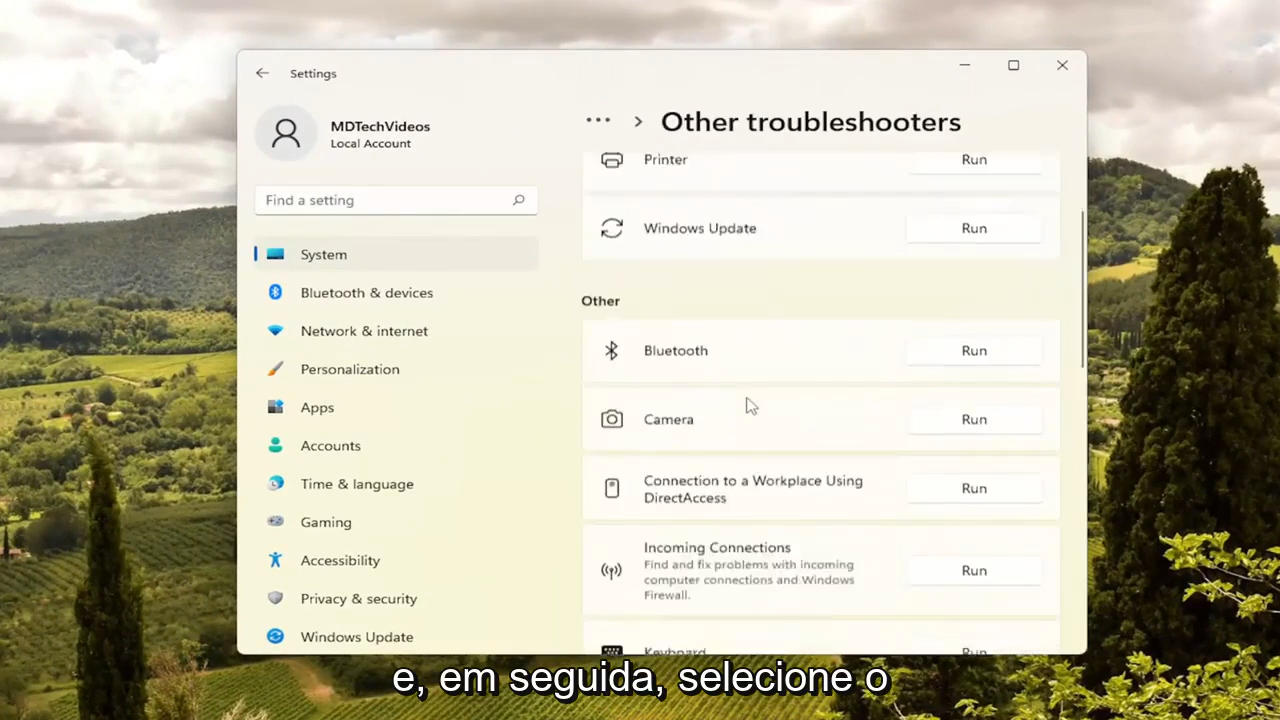 Settings
MDTechVideos
Local Account
Find a setting
System
Bluetooth & devices
Network & internet
Personalization
Apps
Accounts
Time & language
Gaming
Accessibility
Privacy & security
Windows Update
... > Other troubleshooters
Printer Run
Windows Update Run
Other
Bluetooth Run
Camera Run
Connection to a Workplace Using
DirectAccess
Run
Incoming Connections
Find and fix problems with incoming
computer connections and Windows
Firewall.
Run
Keyboard Run
e, em seguida, selecione o